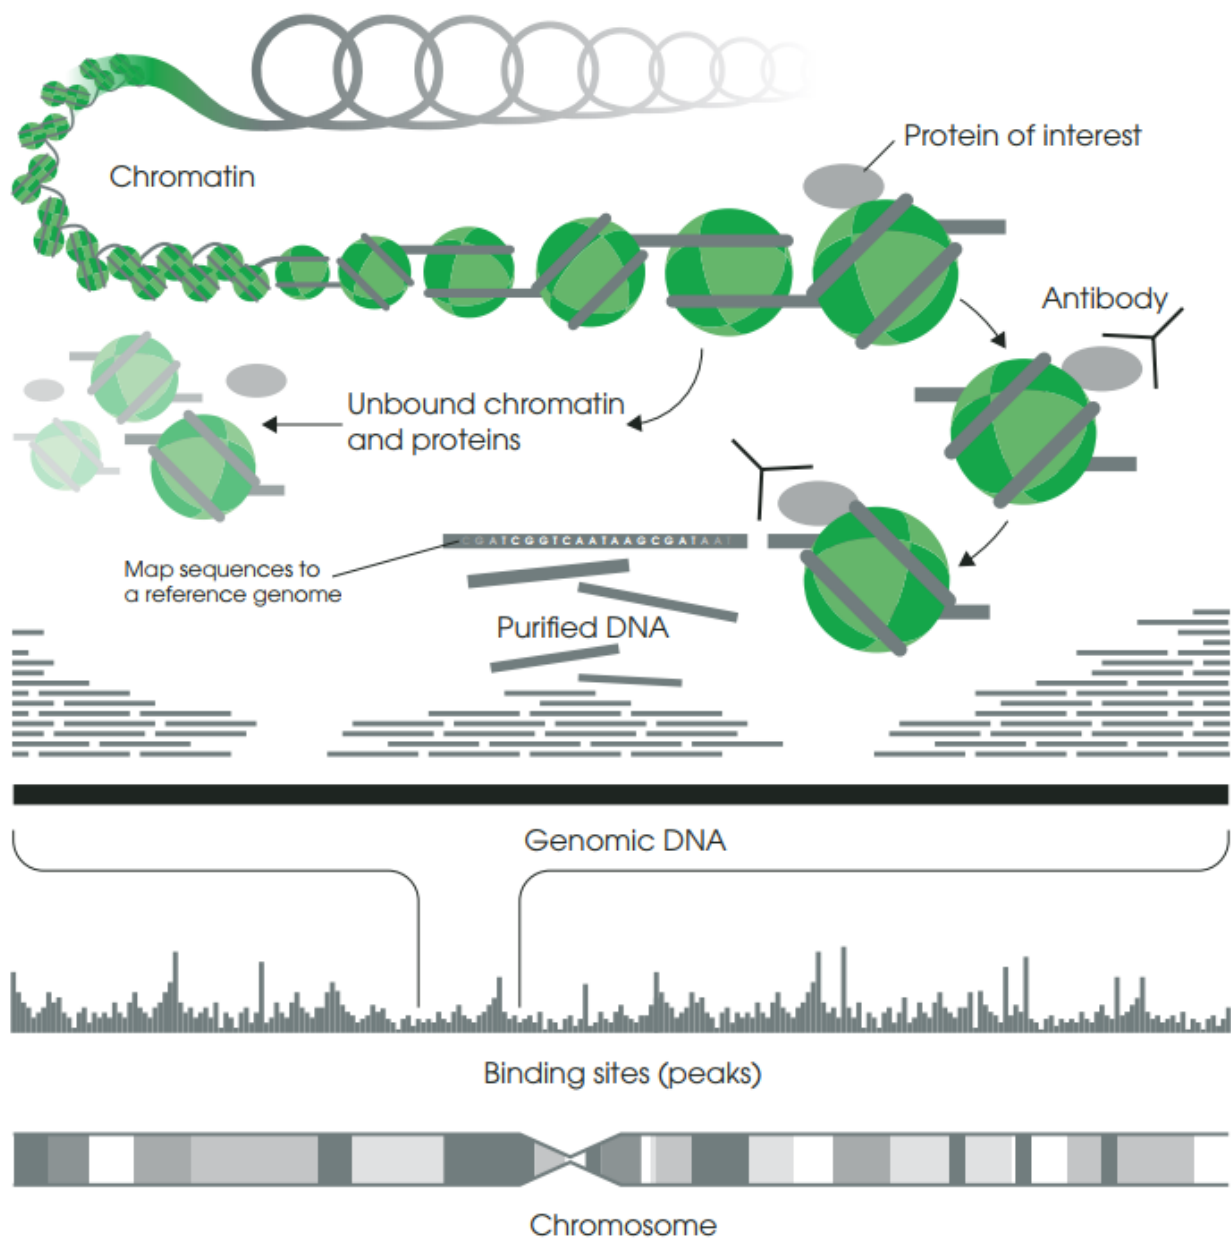 Protein of interest
Chromatin
Antibody
Unbound chromatin
and proteins
CGATCGGTCAATAAGCGATAAT
Map sequences to
a reference genome
Purified DNA
Genomic DNA
Binding sites (peaks)
Chromosome